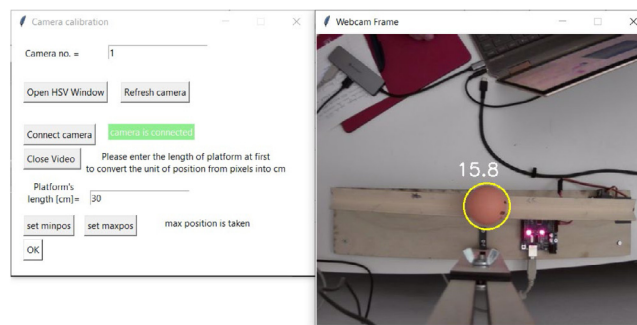 Camera calibration
Camera no. =
1
Open HSV Window
Refresh camera
Connect camera
camera is connected
Close Video
Please enter the length of platform at first
to convert the unit of position from pixels into cm
Platform's
length [cm]=
30
set minpos
set maxpos
max position is taken
OK
Webcam Frame
15.8